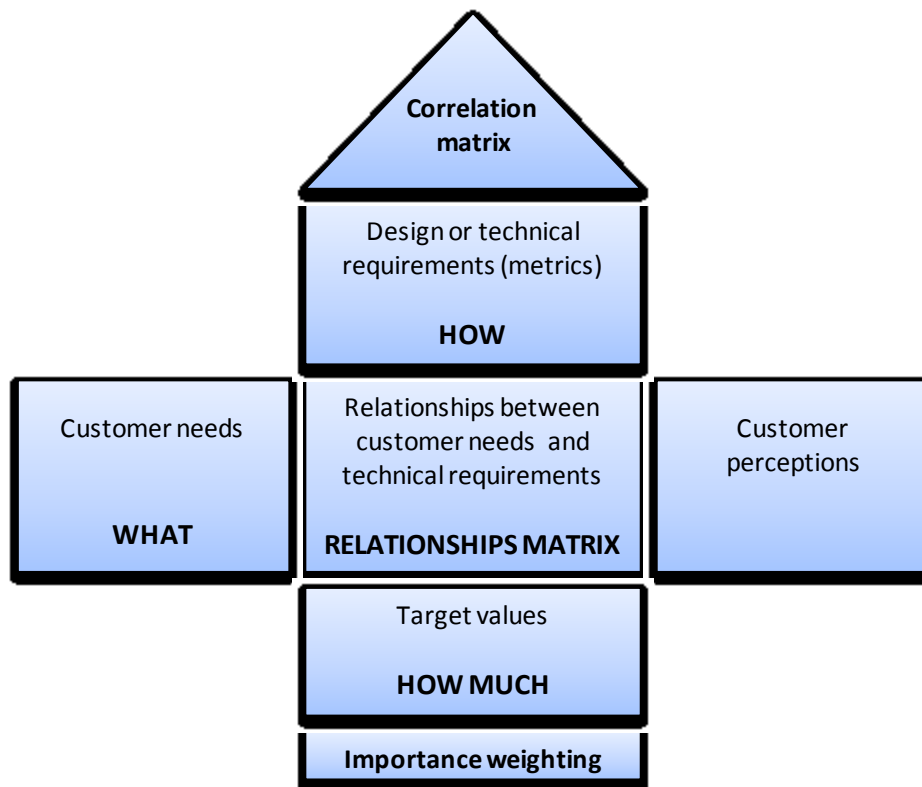 Correlation
matrix
Design or technical
requirements (metrics)
HOW
Customer needs
WHAT
Relationships between
customer needs and
technical requirements
RELATIONSHIPS MATRIX
Customer
perceptions
Target values
HOW MUCH
Importance weighting